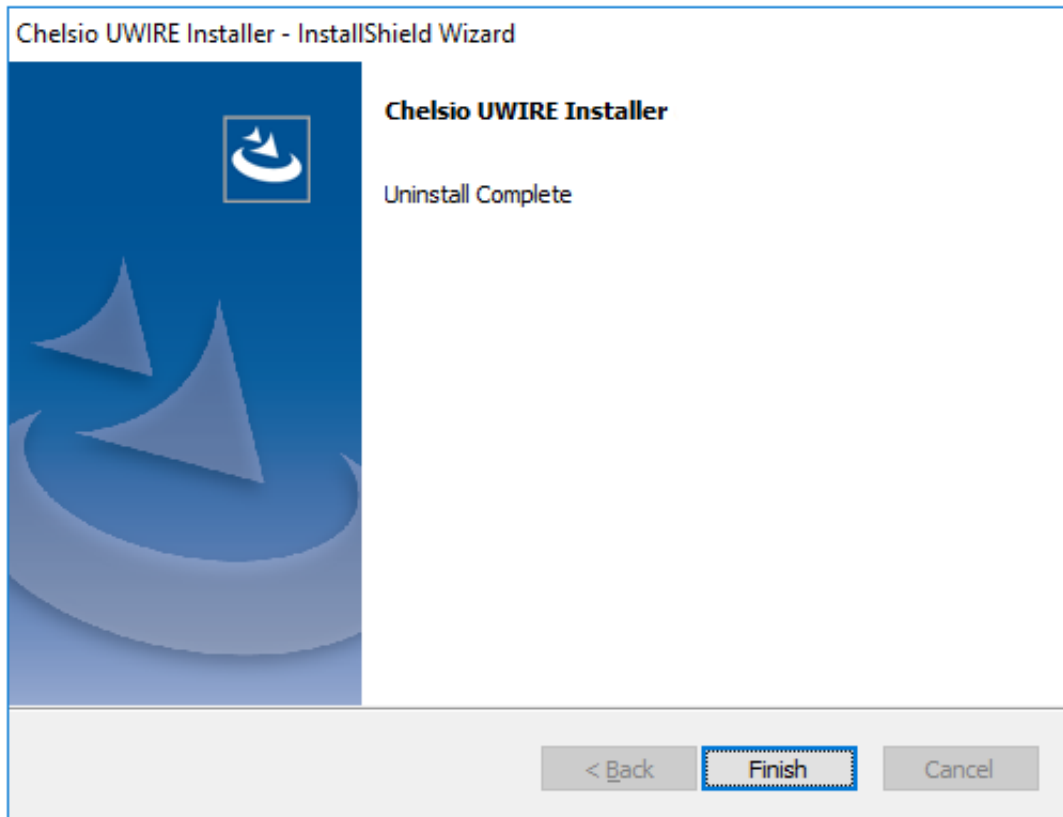 Chelsio UWIRE Installer - InstallShield Wizard
Chelsio UWIRE Installer
Uninstall Complete
< Back
Finish
Cancel